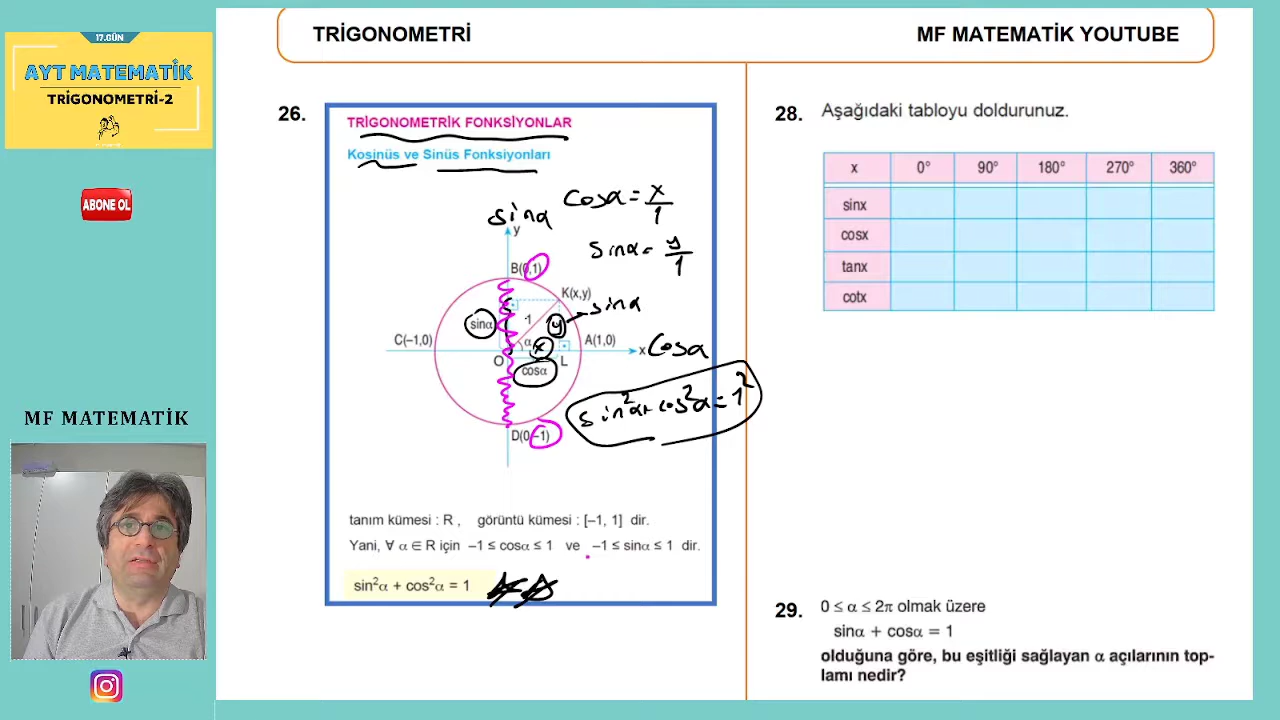 17.GÜN
AYT MATEMATİK
TRİGONOMETRİ-2
ABONE OL
MF MATEMATİK
TRİGONOMETRİ
MF MATEMATİK YOUTUBE
26.
TRİGONOMETRİK FONKSİYONLAR
Kosinüs ve Sinüs Fonksiyonları
cosα = x/1
sinα
y
sinα = y/1
B(0,1)
K(x,y)
sinα
sinα
1
y
C(–1,0)
α
x
A(1,0)
x
cosα
O
L
cosα
sin²α + cos²α = 1²
D(0,–1)
tanım kümesi : R , görüntü kümesi : [–1, 1] dir.
Yani, ∀ α ∈ R için –1 ≤ cosα ≤ 1 ve –1 ≤ sinα ≤ 1 dir.
sin²α + cos²α = 1
28.
Aşağıdaki tabloyu doldurunuz.
x 0° 90° 180° 270° 360°
sinx
cosx
tanx
cotx
29.
0 ≤ α ≤ 2π olmak üzere
sinα + cosα = 1
olduğuna göre, bu eşitliği sağlayan α açılarının top-
lamı nedir?